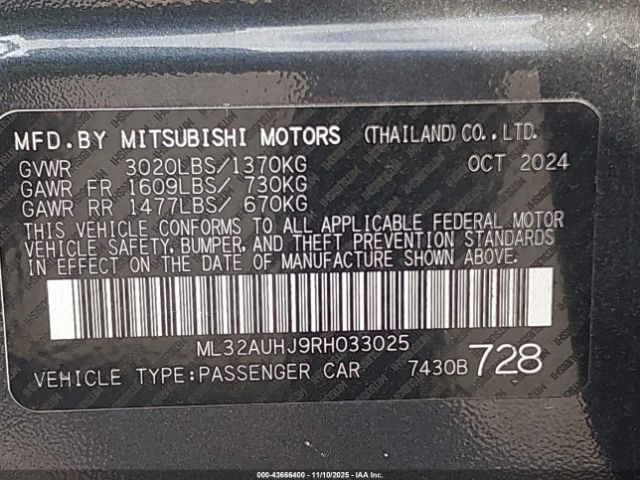 MFD.BY MITSUBISHI MOTORS (THAILAND) CO., LTD.
GVWR 3020LBS/1370KG OCT 2024
GAWR FR 1609LBS/ 730KG
GAWR RR 1477LBS/ 670KG
THIS VEHICLE CONFORMS TO ALL APPLICABLE FEDERAL MOTOR
VEHICLE SAFETY, BUMPER, AND THEFT PREVENTION STANDARDS
IN EFFECT ON THE DATE OF MANUFACTURE SHOWN ABOVE.
ML32AUHJ9RH033025
VEHICLE TYPE:PASSENGER CAR 7430B 728
000-43666400 - 11/10/2025 - IAAI.COM